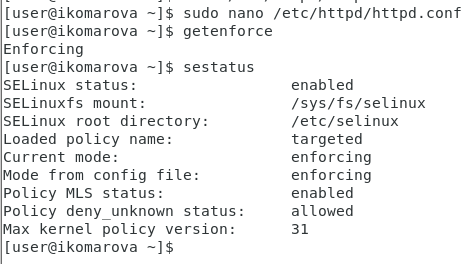 [user@ikomarova ~]$ sudo nano /etc/httpd/httpd.conf
[user@ikomarova ~]$ getenforce
Enforcing
[user@ikomarova ~]$ sestatus
SELinux status:                 enabled
SELinuxfs mount:                /sys/fs/selinux
SELinux root directory:         /etc/selinux
Loaded policy name:             targeted
Current mode:                   enforcing
Mode from config file:          enforcing
Policy MLS status:              enabled
Policy deny_unknown status:     allowed
Max kernel policy version:      31
[user@ikomarova ~]$